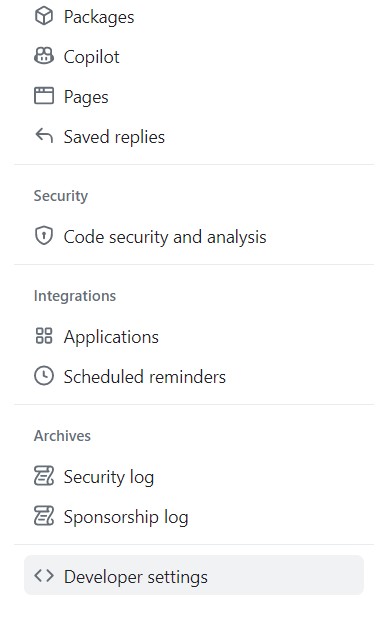 Packages
Copilot
Pages
Saved replies
Security
Code security and analysis
Integrations
Applications
Scheduled reminders
Archives
Security log
Sponsorship log
Developer settings